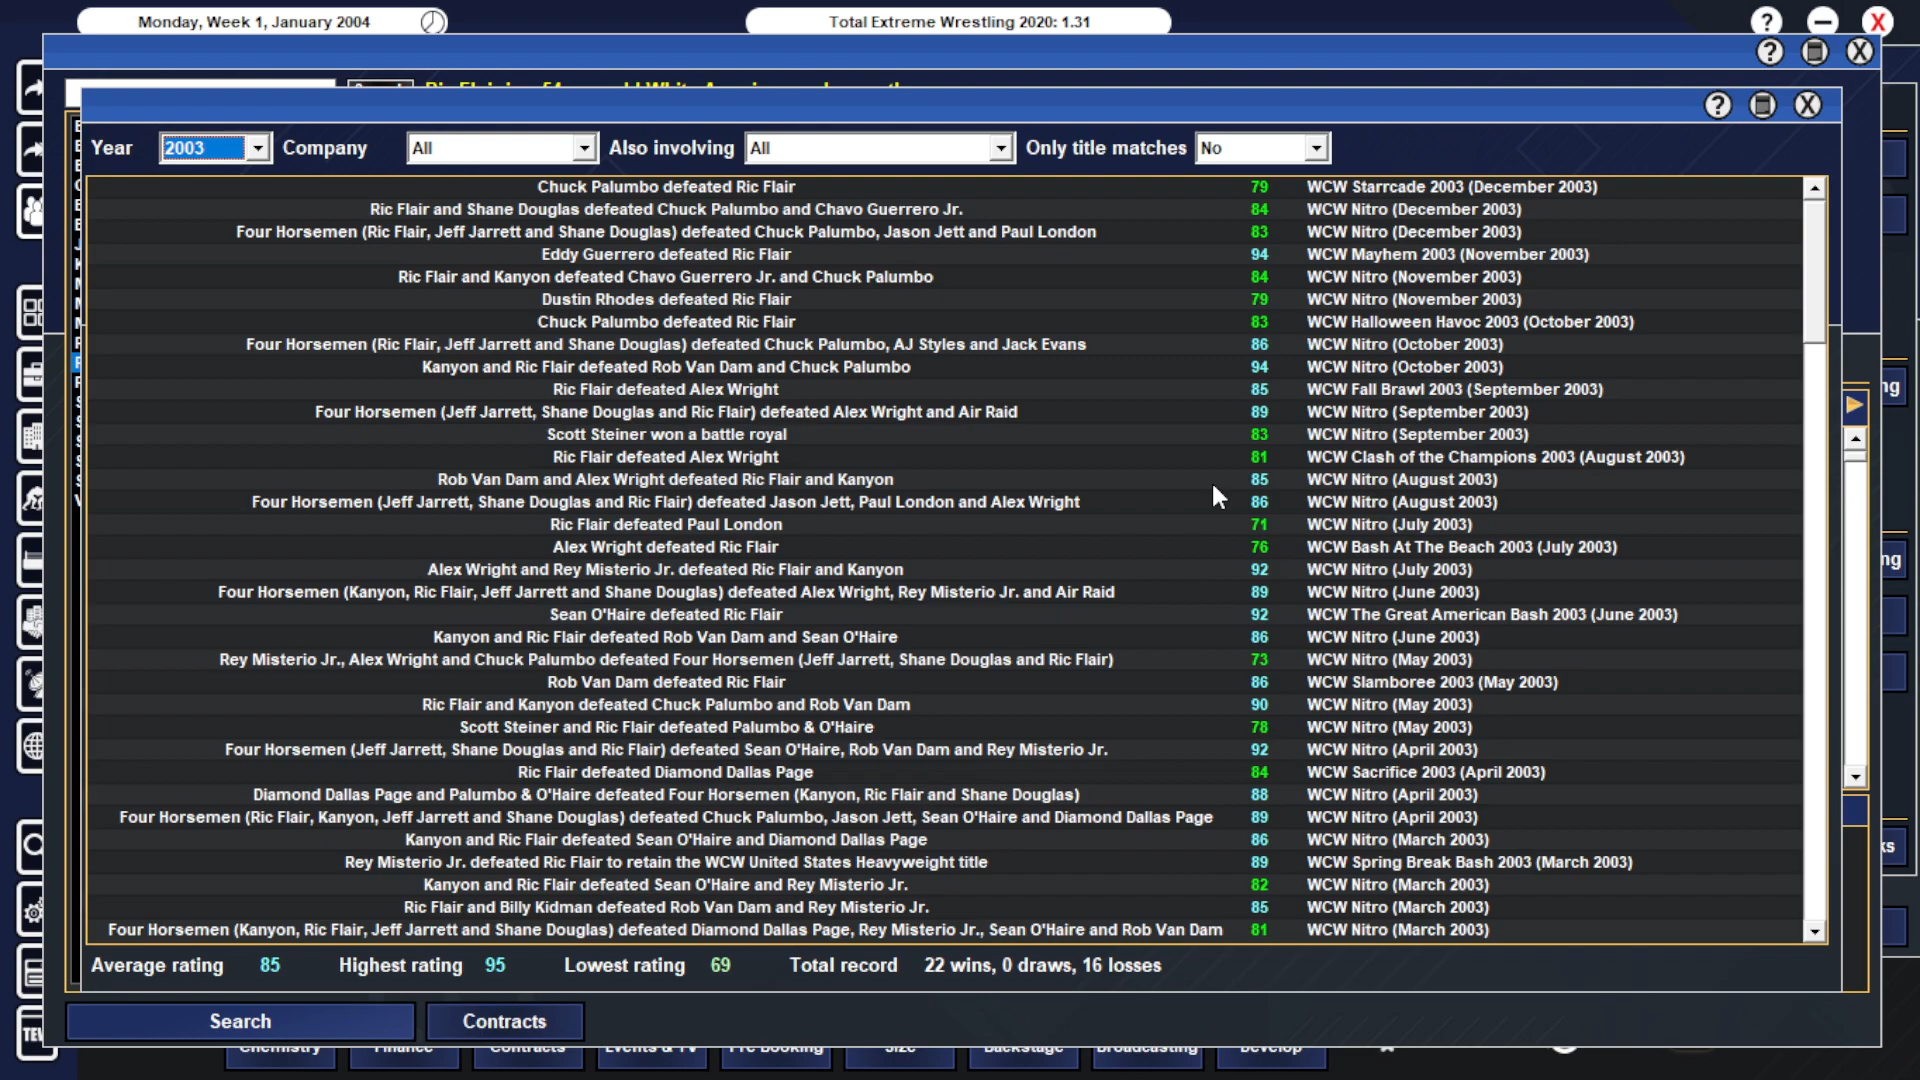 Monday, Week 1, January 2004
Total Extreme Wrestling 2020: 1.31
Year 2003 Company All Also involving All Only title matches No
Chuck Palumbo defeated Ric Flair 79 WCW Starrcade 2003 (December 2003)
Ric Flair and Shane Douglas defeated Chuck Palumbo and Chavo Guerrero Jr. 84 WCW Nitro (December 2003)
Four Horsemen (Ric Flair, Jeff Jarrett and Shane Douglas) defeated Chuck Palumbo, Jason Jett and Paul London 83 WCW Nitro (December 2003)
Eddy Guerrero defeated Ric Flair 94 WCW Mayhem 2003 (November 2003)
Ric Flair and Kanyon defeated Chavo Guerrero Jr. and Chuck Palumbo 84 WCW Nitro (November 2003)
Dustin Rhodes defeated Ric Flair 79 WCW Nitro (November 2003)
Chuck Palumbo defeated Ric Flair 83 WCW Halloween Havoc 2003 (October 2003)
Four Horsemen (Ric Flair, Jeff Jarrett and Shane Douglas) defeated Chuck Palumbo, AJ Styles and Jack Evans 86 WCW Nitro (October 2003)
Kanyon and Ric Flair defeated Rob Van Dam and Chuck Palumbo 94 WCW Nitro (October 2003)
Ric Flair defeated Alex Wright 85 WCW Fall Brawl 2003 (September 2003)
Four Horsemen (Jeff Jarrett, Shane Douglas and Ric Flair) defeated Alex Wright and Air Raid 89 WCW Nitro (September 2003)
Scott Steiner won a battle royal 83 WCW Nitro (September 2003)
Ric Flair defeated Alex Wright 81 WCW Clash of the Champions 2003 (August 2003)
Rob Van Dam and Alex Wright defeated Ric Flair and Kanyon 85 WCW Nitro (August 2003)
Four Horsemen (Jeff Jarrett, Shane Douglas and Ric Flair) defeated Jason Jett, Paul London and Alex Wright 86 WCW Nitro (August 2003)
Ric Flair defeated Paul London 71 WCW Nitro (July 2003)
Alex Wright defeated Ric Flair 76 WCW Bash At The Beach 2003 (July 2003)
Alex Wright and Rey Misterio Jr. defeated Ric Flair and Kanyon 92 WCW Nitro (July 2003)
Four Horsemen (Kanyon, Ric Flair, Jeff Jarrett and Shane Douglas) defeated Alex Wright, Rey Misterio Jr. and Air Raid 89 WCW Nitro (June 2003)
Sean O'Haire defeated Ric Flair 92 WCW The Great American Bash 2003 (June 2003)
Kanyon and Ric Flair defeated Rob Van Dam and Sean O'Haire 86 WCW Nitro (June 2003)
Rey Misterio Jr., Alex Wright and Chuck Palumbo defeated Four Horsemen (Jeff Jarrett, Shane Douglas and Ric Flair) 73 WCW Nitro (May 2003)
Rob Van Dam defeated Ric Flair 86 WCW Slamboree 2003 (May 2003)
Ric Flair and Kanyon defeated Chuck Palumbo and Rob Van Dam 90 WCW Nitro (May 2003)
Scott Steiner and Ric Flair defeated Palumbo & O'Haire 78 WCW Nitro (May 2003)
Four Horsemen (Jeff Jarrett, Shane Douglas and Ric Flair) defeated Sean O'Haire, Rob Van Dam and Rey Misterio Jr. 92 WCW Nitro (April 2003)
Ric Flair defeated Diamond Dallas Page 84 WCW Sacrifice 2003 (April 2003)
Diamond Dallas Page and Palumbo & O'Haire defeated Four Horsemen (Kanyon, Ric Flair and Shane Douglas) 88 WCW Nitro (April 2003)
Four Horsemen (Ric Flair, Kanyon, Jeff Jarrett and Shane Douglas) defeated Chuck Palumbo, Jason Jett, Sean O'Haire and Diamond Dallas Page 89 WCW Nitro (April 2003)
Kanyon and Ric Flair defeated Sean O'Haire and Diamond Dallas Page 86 WCW Nitro (March 2003)
Rey Misterio Jr. defeated Ric Flair to retain the WCW United States Heavyweight title 89 WCW Spring Break Bash 2003 (March 2003)
Kanyon and Ric Flair defeated Sean O'Haire and Rey Misterio Jr. 82 WCW Nitro (March 2003)
Ric Flair and Billy Kidman defeated Rob Van Dam and Rey Misterio Jr. 85 WCW Nitro (March 2003)
Four Horsemen (Kanyon, Ric Flair, Jeff Jarrett and Shane Douglas) defeated Diamond Dallas Page, Rey Misterio Jr., Sean O'Haire and Rob Van Dam 81 WCW Nitro (March 2003)
Average rating 85 Highest rating 95 Lowest rating 69 Total record 22 wins, 0 draws, 16 losses
Search Contracts
Chemistry Finance Contracts Events & TV Pre Booking Size Backstage Broadcasting Develop